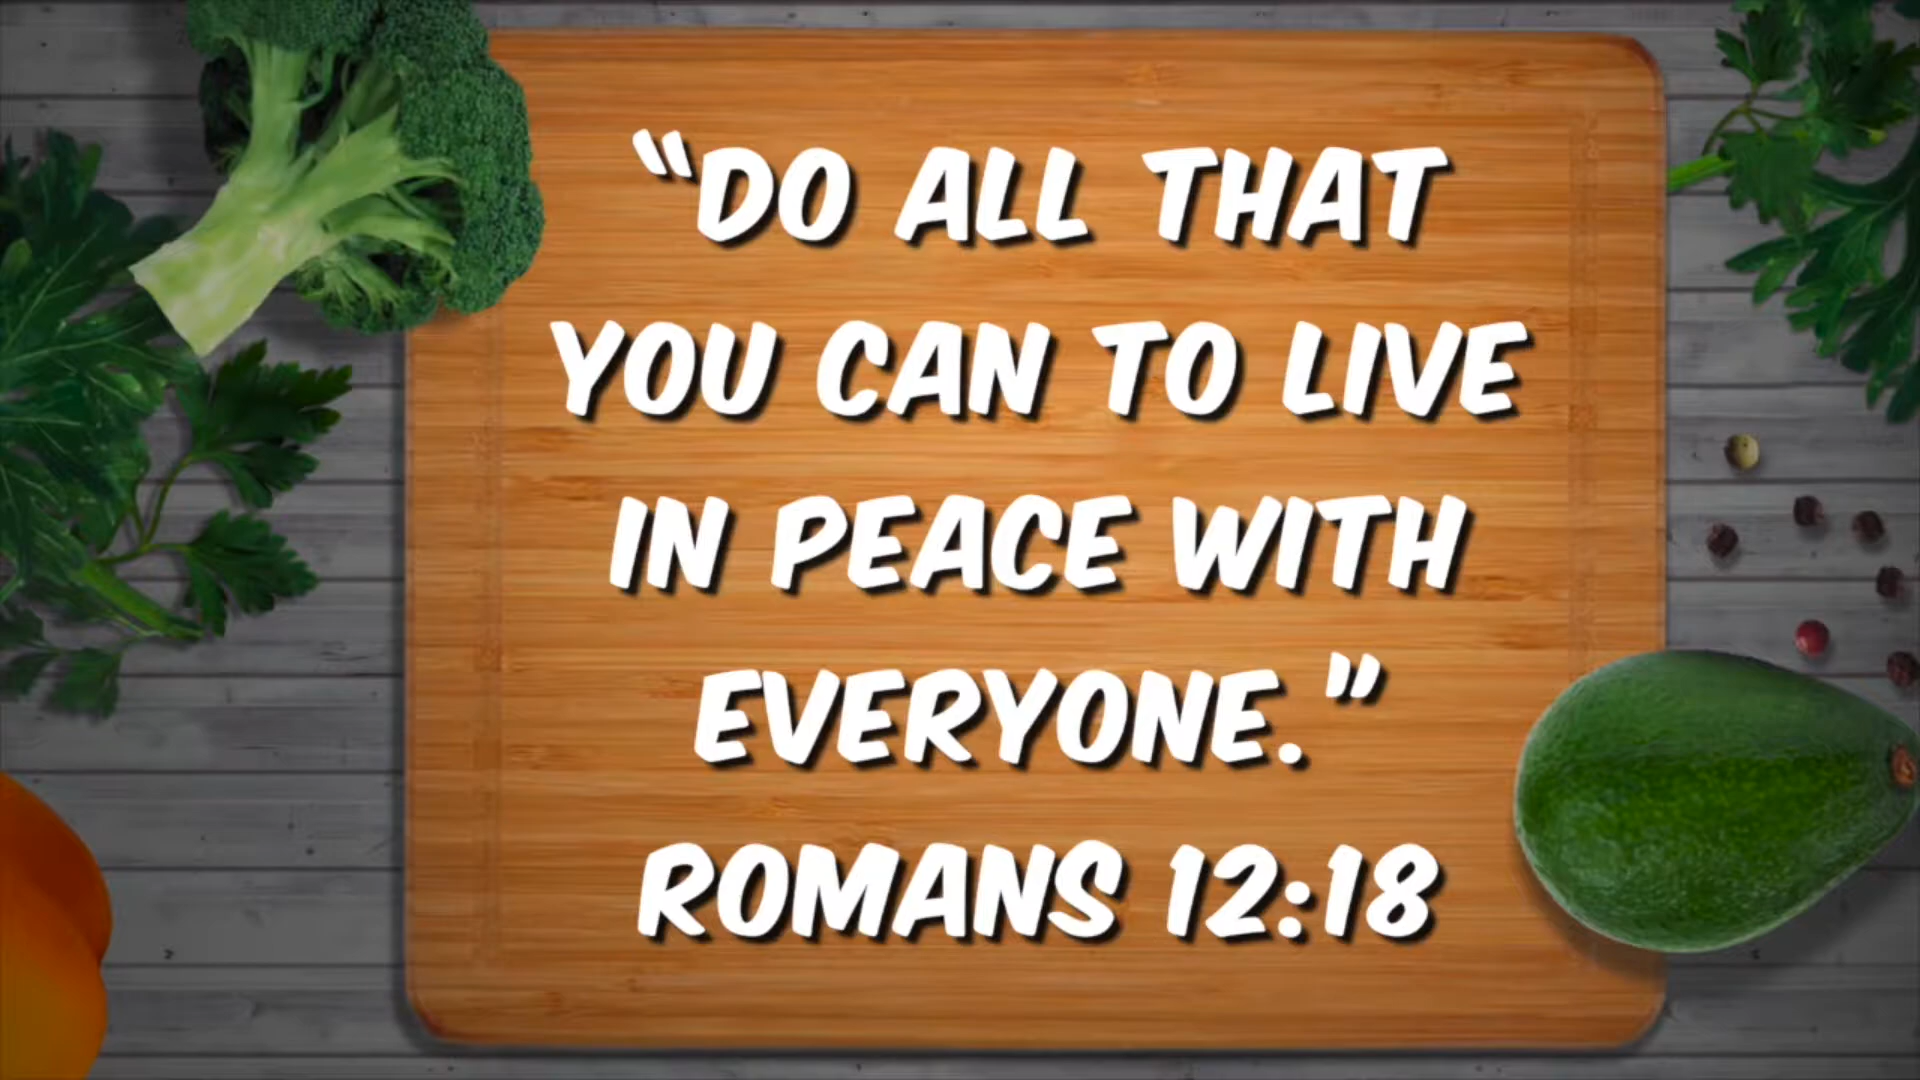 “DO ALL THAT
YOU CAN TO LIVE
IN PEACE WITH
EVERYONE.”
ROMANS 12:18